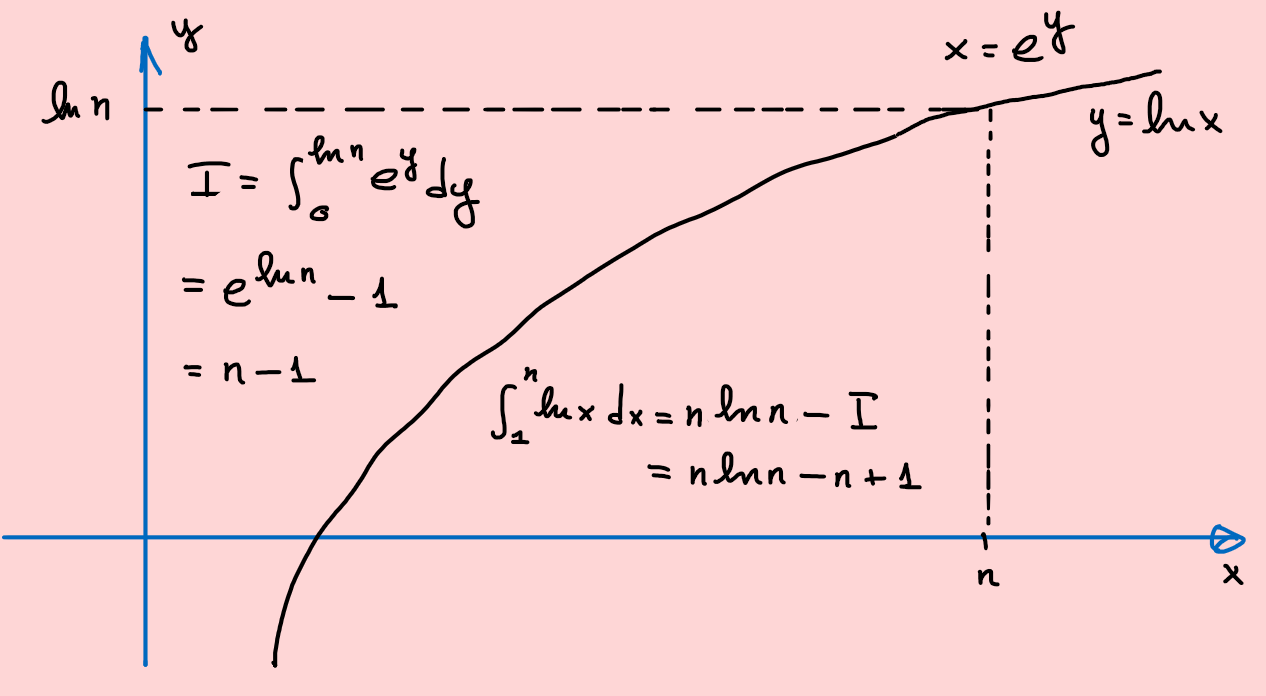 y
x = e^y
ln n
y = ln x
I = ∫_0^{ln n} e^y dy
= e^{ln n} − 1
= n − 1
∫_1^n ln x dx = n ln n − I
= n ln n − n + 1
n
x